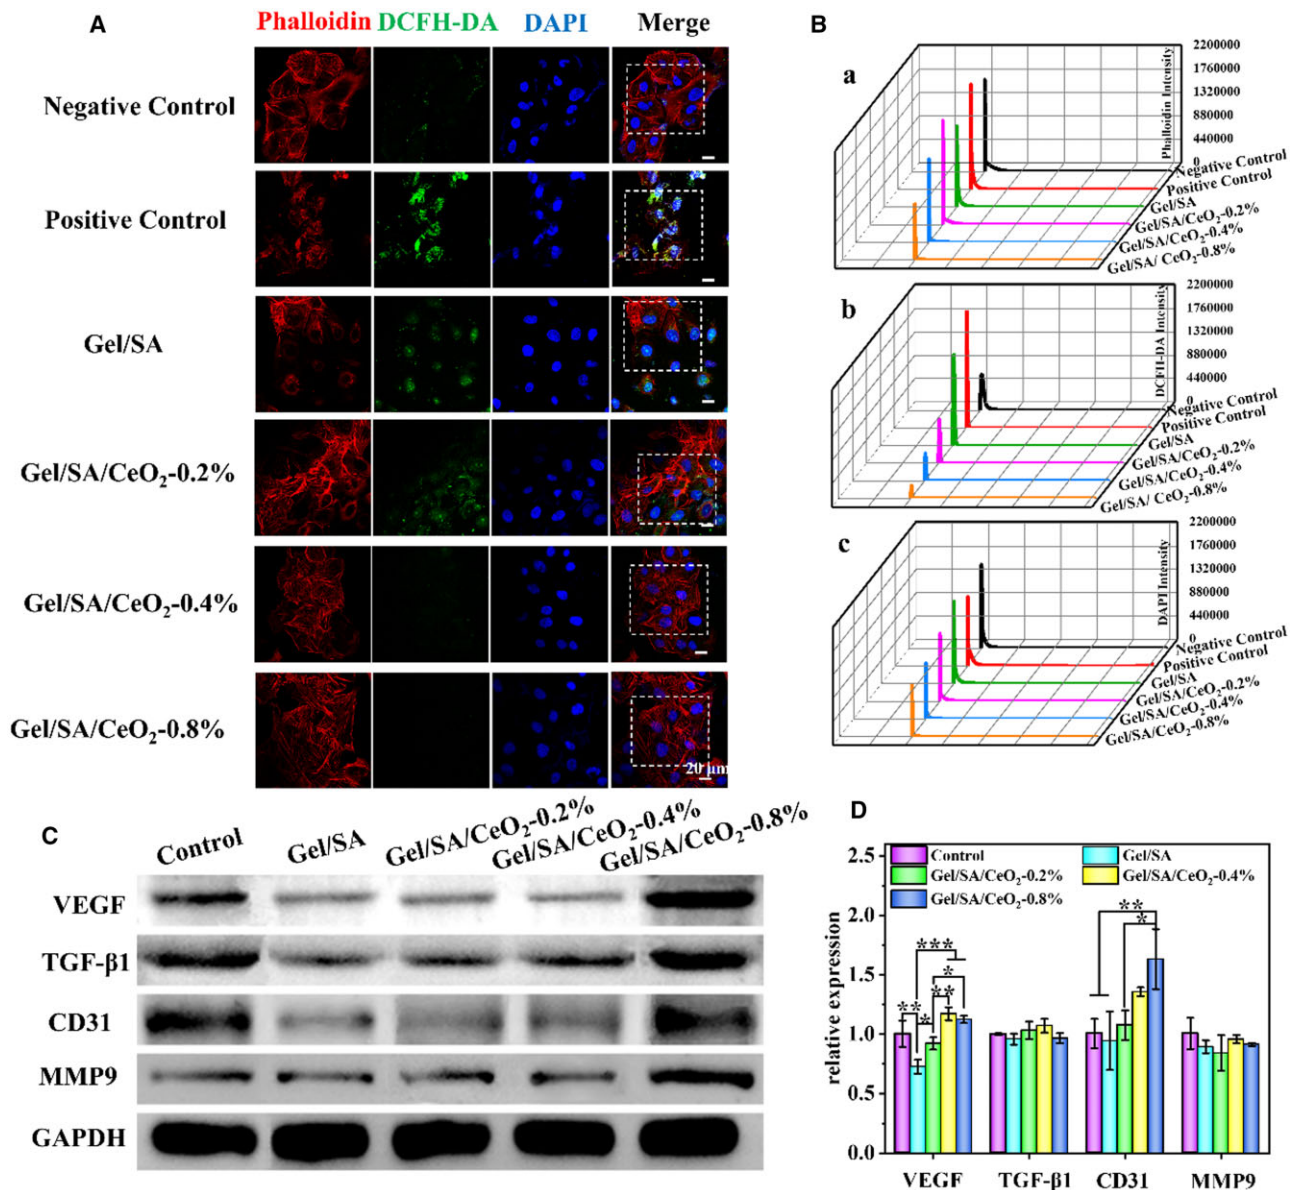 A
Phalloidin DCFH-DA DAPI Merge
Negative Control
Positive Control
Gel/SA
Gel/SA/CeO₂-0.2%
Gel/SA/CeO₂-0.4%
Gel/SA/CeO₂-0.8%
20 μm
B
a
2200000
1760000
1320000
880000
440000
0
Phalloidin Intensity
Negative Control
Positive Control
Gel/SA
Gel/SA/CeO₂-0.2%
Gel/SA/CeO₂-0.4%
Gel/SA/ CeO₂-0.8%
b
2200000
1760000
1320000
880000
440000
0
DCFH-DA Intensity
Negative Control
Positive Control
Gel/SA
Gel/SA/CeO₂-0.2%
Gel/SA/CeO₂-0.4%
Gel/SA/ CeO₂-0.8%
c
2200000
1760000
1320000
880000
440000
0
DAPI Intensity
Negative Control
Positive Control
Gel/SA
Gel/SA/CeO₂-0.2%
Gel/SA/CeO₂-0.4%
Gel/SA/CeO₂-0.8%
C
Control Gel/SA Gel/SA/CeO₂-0.2% Gel/SA/CeO₂-0.4% Gel/SA/CeO₂-0.8%
VEGF
TGF-β1
CD31
MMP9
GAPDH
D
relative expression
2.5
2.0
1.5
1.0
0.5
0.0
Control Gel/SA
Gel/SA/CeO₂-0.2% Gel/SA/CeO₂-0.4%
Gel/SA/CeO₂-0.8%
** * *** ** *
** *
VEGF TGF-β1 CD31 MMP9